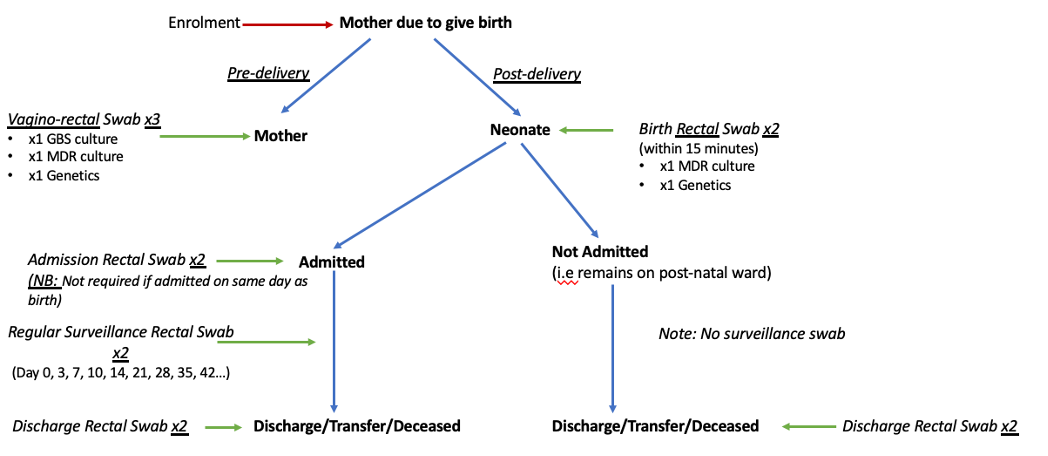 Enrolment
Mother due to give birth
Pre-delivery
Post-delivery
Vagino-rectal Swab x3
• x1 GBS culture
• x1 MDR culture
• x1 Genetics
Mother
Neonate
Birth Rectal Swab x2
(within 15 minutes)
• x1 MDR culture
• x1 Genetics
Admission Rectal Swab x2
(NB: Not required if admitted on same day as
birth)
Admitted
Not Admitted
(i.e remains on post-natal ward)
Regular Surveillance Rectal Swab
x2
(Day 0, 3, 7, 10, 14, 21, 28, 35, 42...)
Note: No surveillance swab
Discharge Rectal Swab x2
Discharge/Transfer/Deceased
Discharge/Transfer/Deceased
Discharge Rectal Swab x2